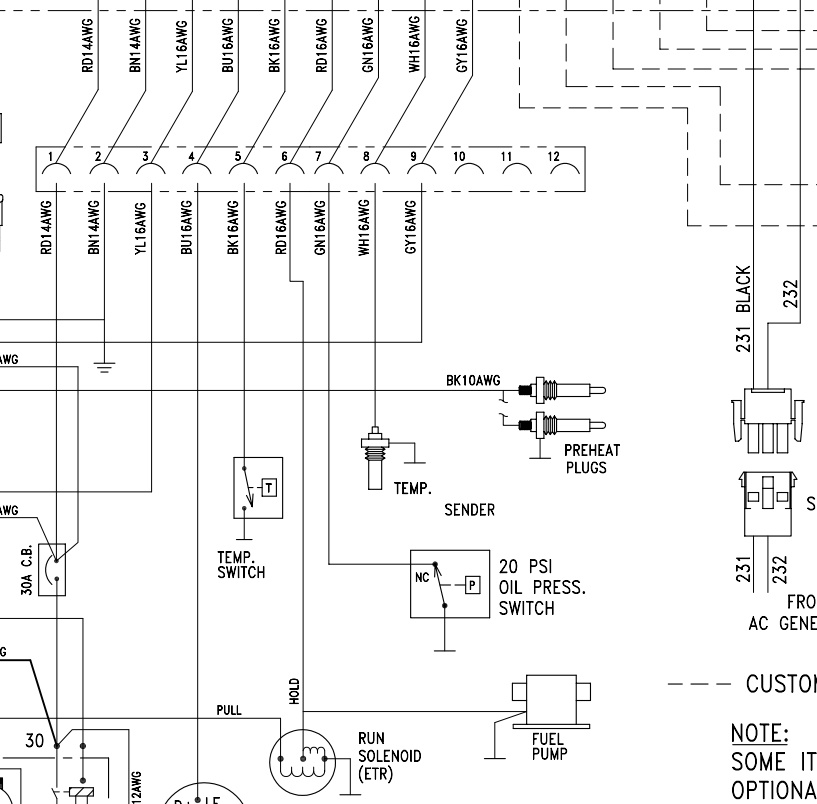 RD14AWG BN14AWG YL16AWG BU16AWG BK16AWG RD16AWG GN16AWG WH16AWG GY16AWG
1 2 3 4 5 6 7 8 9 10 11 12
RD14AWG BN14AWG YL16AWG BU16AWG BK16AWG RD16AWG GN16AWG WH16AWG GY16AWG
231 BLACK
232
AWG
BK10AWG
PREHEAT
PLUGS
TEMP.
SENDER
T
TEMP.
SWITCH
AWG
30A C.B.
NC
P
20 PSI
OIL PRESS.
SWITCH
S
231
232
FRO
AC GENE
G
HOLD
PULL
30
RUN
SOLENOID
(ETR)
FUEL
PUMP
CUSTOM
NOTE:
SOME IT
OPTIONA
12AWG